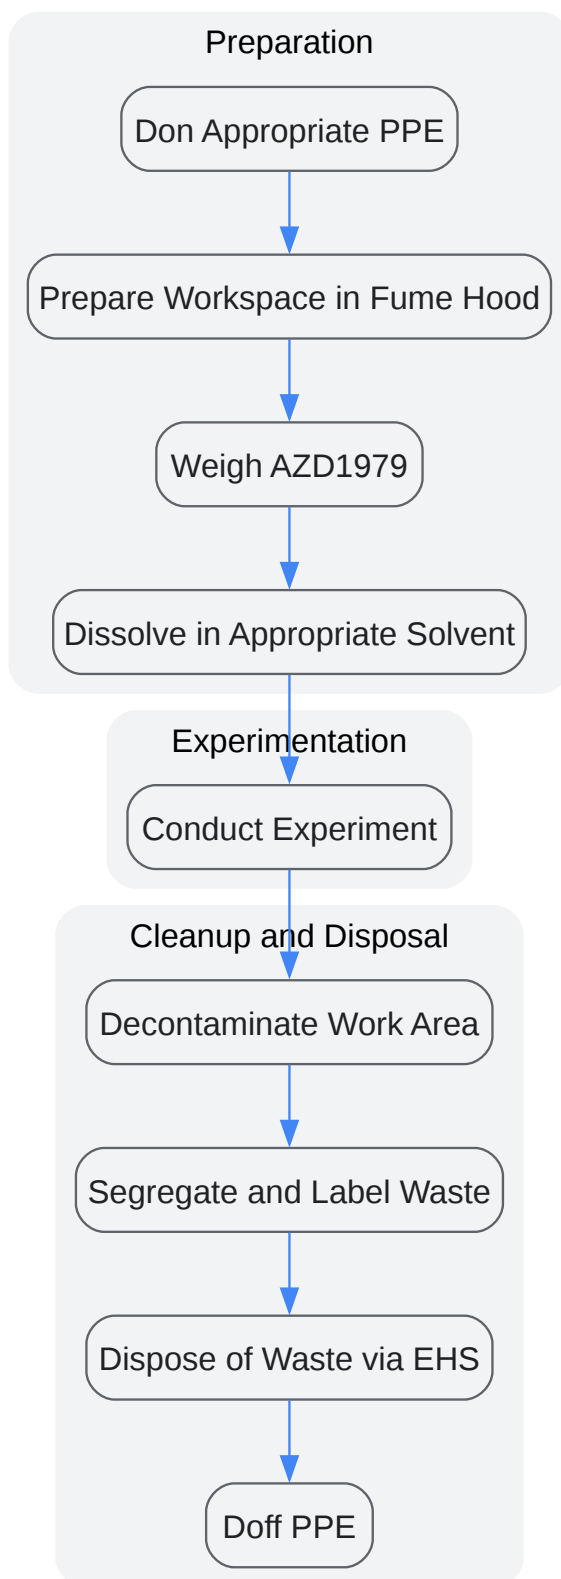 Preparation
Don Appropriate PPE
Prepare Workspace in Fume Hood
Weigh AZD1979
Dissolve in Appropriate Solvent
Experimentation
Conduct Experiment
Cleanup and Disposal
Decontaminate Work Area
Segregate and Label Waste
Dispose of Waste via EHS
Doff PPE